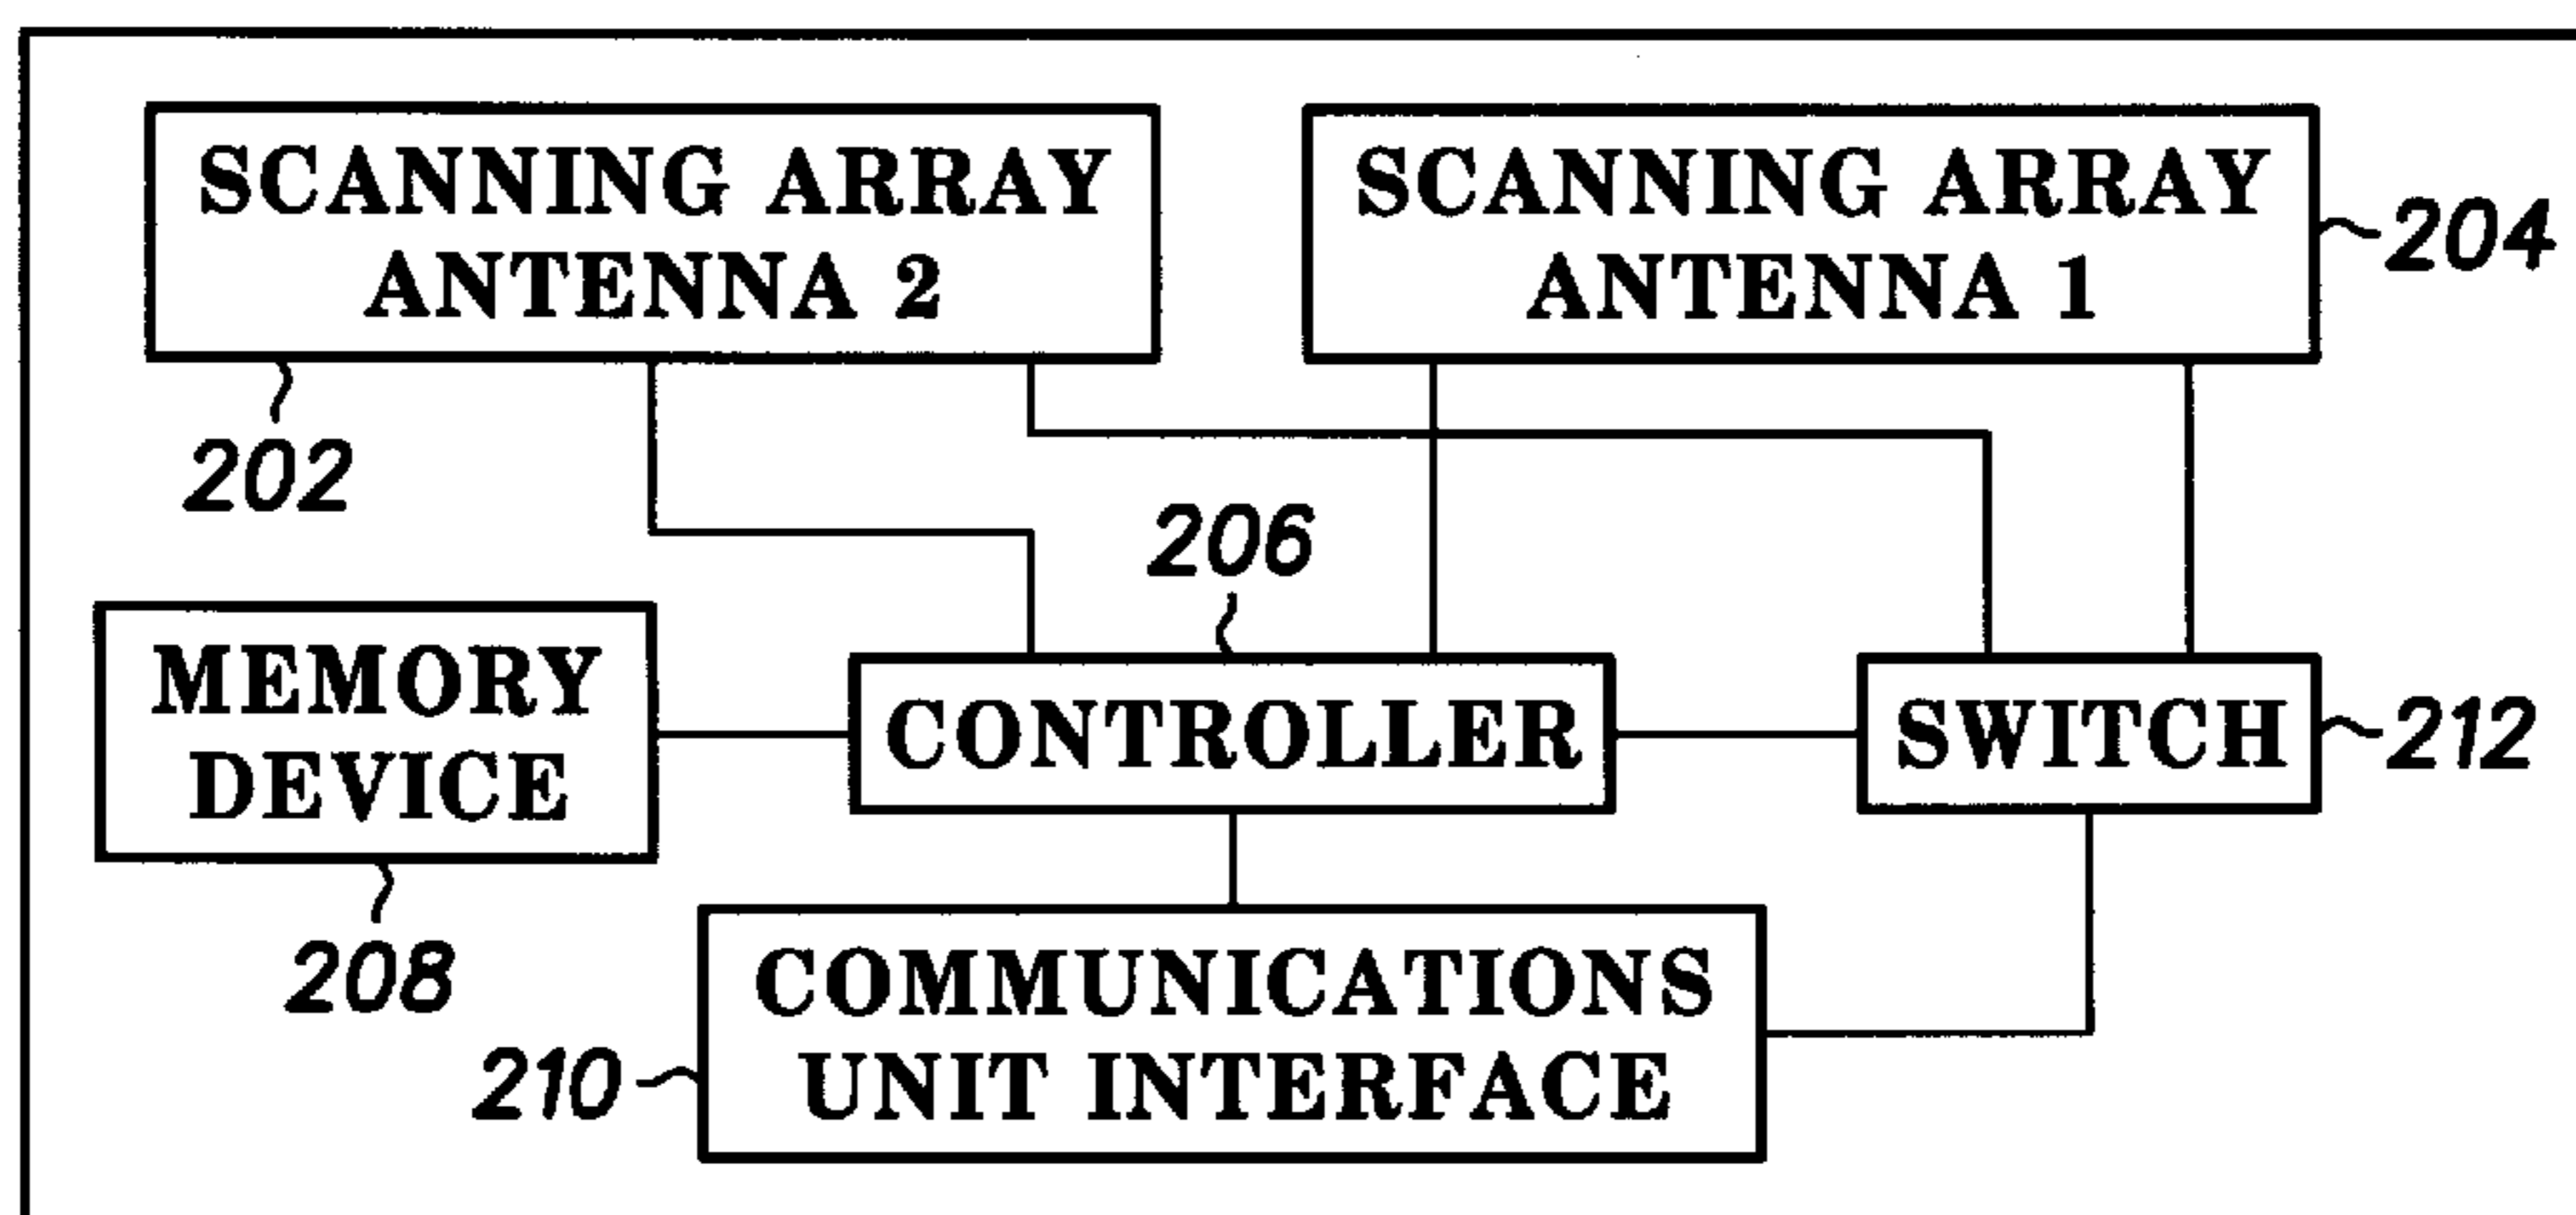 SCANNING ARRAY
ANTENNA 2
SCANNING ARRAY
ANTENNA 1
204
202
206
MEMORY
DEVICE
CONTROLLER
SWITCH
212
208
COMMUNICATIONS
UNIT INTERFACE
210